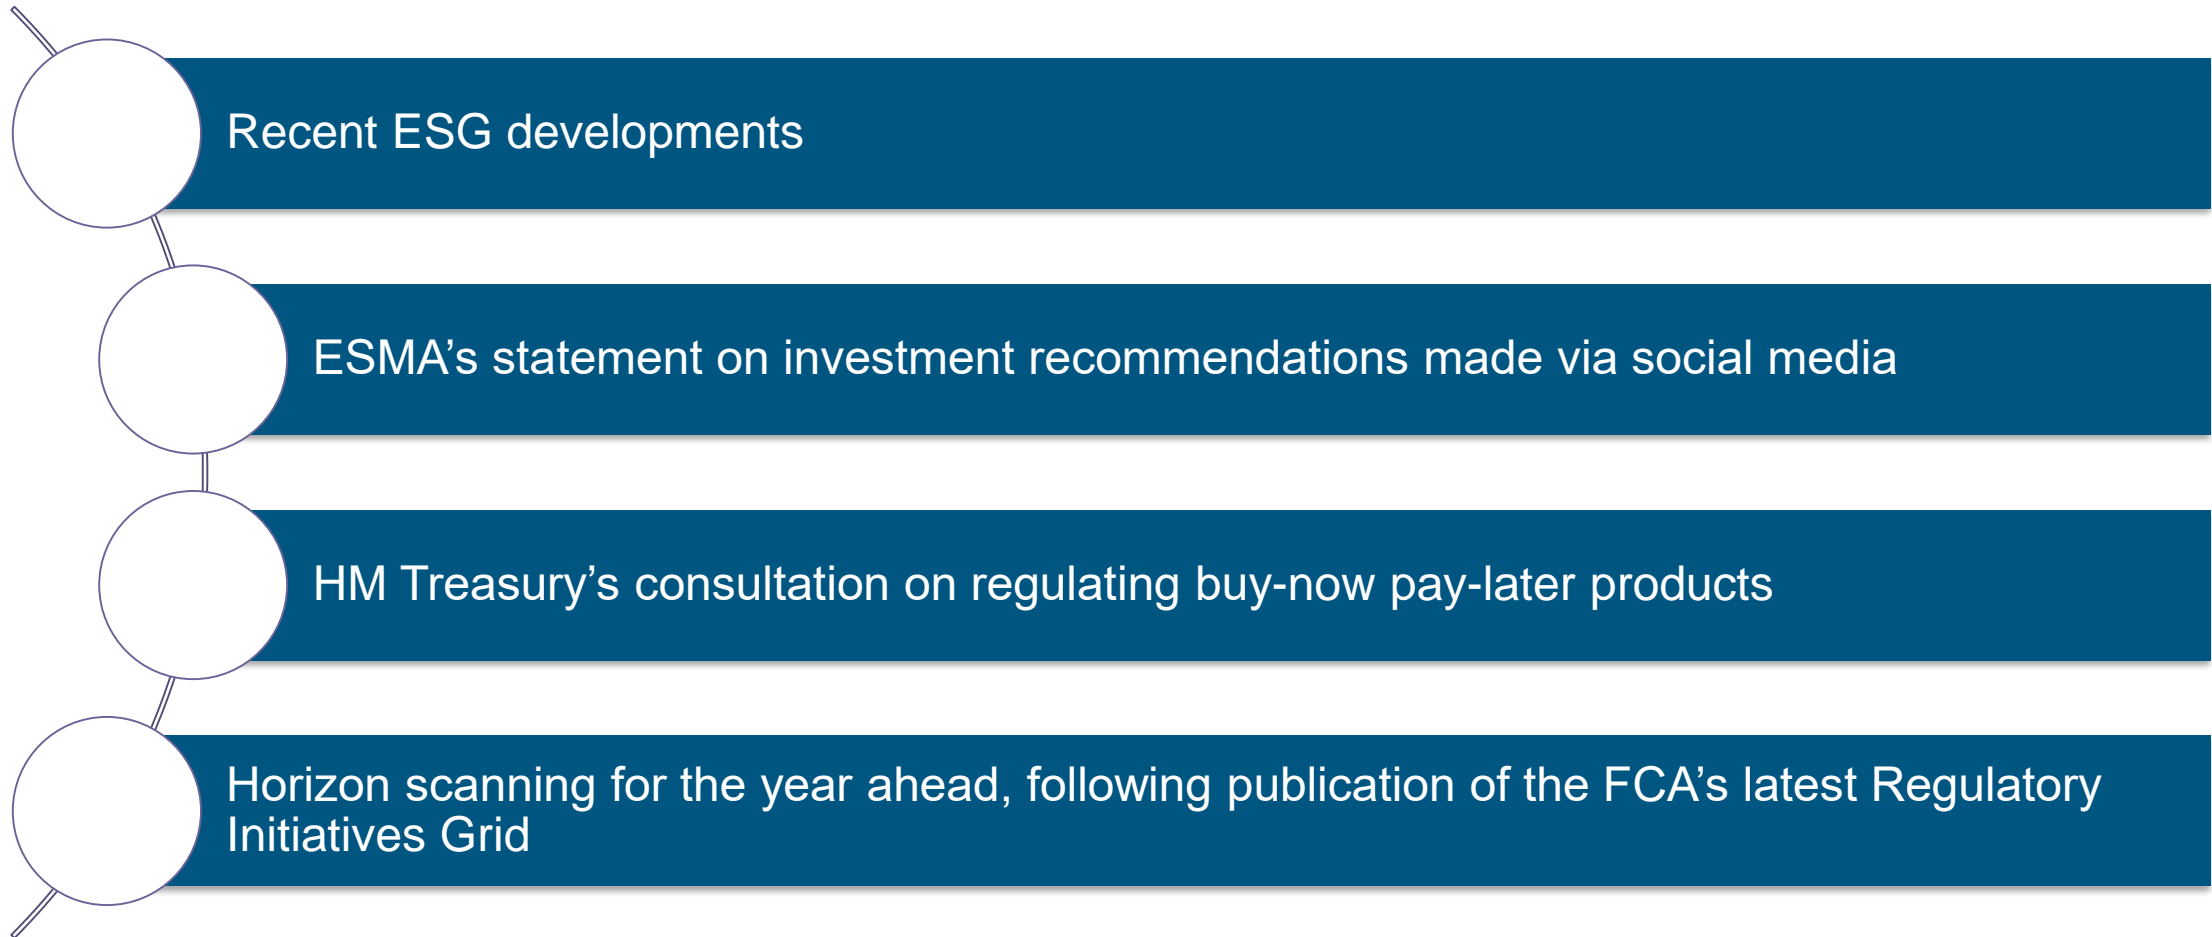 Recent ESG developments
ESMA’s statement on investment recommendations made via social media
HM Treasury’s consultation on regulating buy-now pay-later products
Horizon scanning for the year ahead, following publication of the FCA’s latest Regulatory
Initiatives Grid